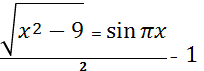 √x² − 9 = sin πx
2 - 1